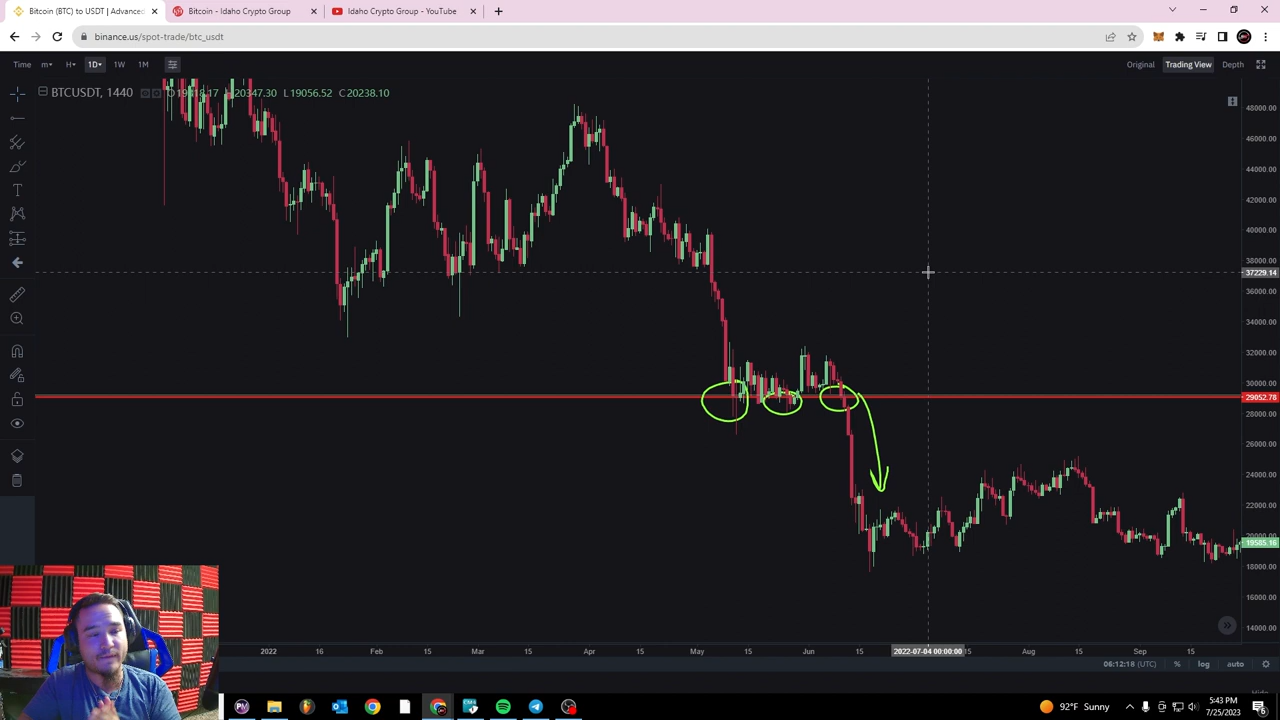 Bitcoin (BTC) to USDT | Advanced
Bitcoin - Idaho Crypto Group
Idaho Crypto Group - YouTube
binance.us/spot-trade/btc_usdt
Time m H 1D 1W 1M
Original Trading View Depth
BTCUSDT, 1440
20347.30 L19056.52 C20238.10
48000.00
46000.00
44000.00
42000.00
40000.00
38000.00
37229.14
36000.00
34000.00
32000.00
30000.00
29052.78
28000.00
26000.00
24000.00
22000.00
20000.00
19585.16
18000.00
16000.00
14000.00
2022 16 Feb 15 Mar 15 Apr 15 May 15 Jun 15 2022-07-04 00:00:00 15 Aug 15 Sep 15
06:12:18 (UTC) % log auto
PM
92°F Sunny
5:43 PM
7/25/2023
6